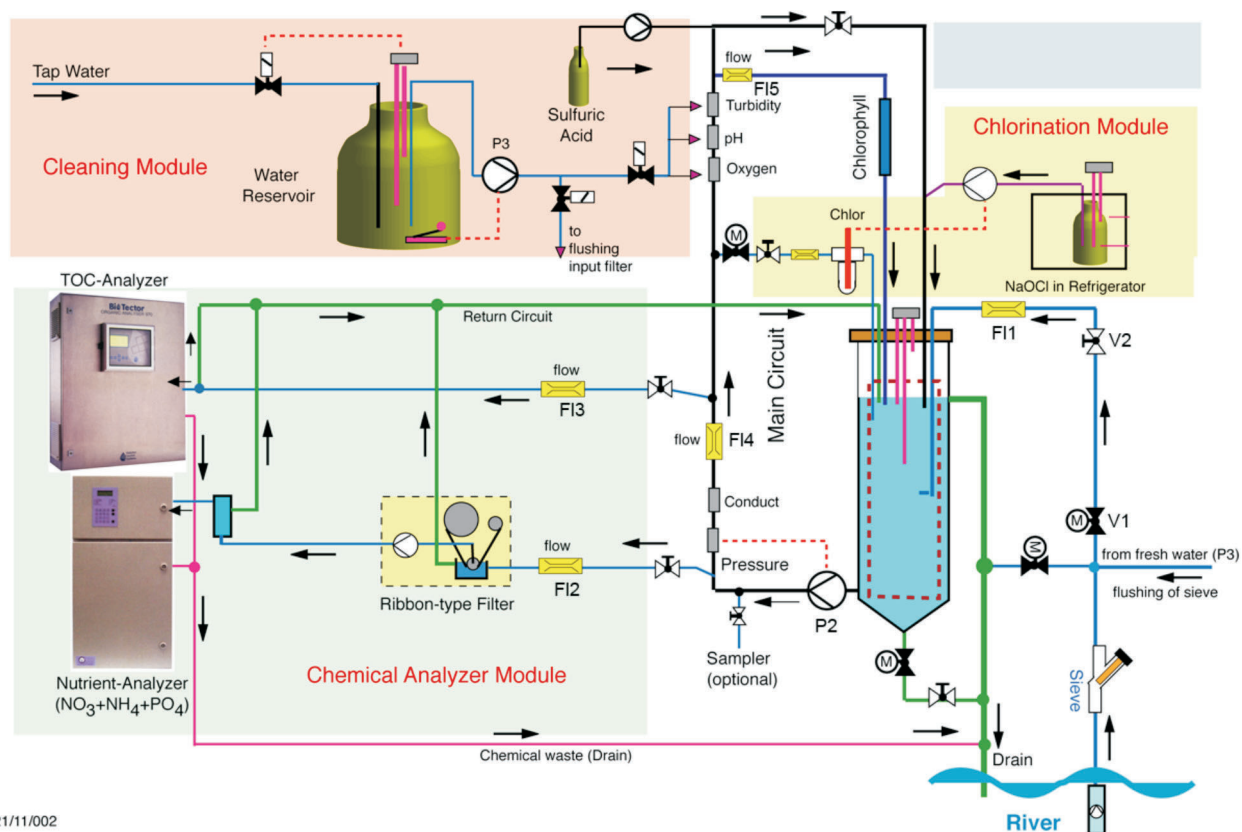 Tap Water
Cleaning Module
Water
Reservoir
P3
Sulfuric
Acid
to
flushing
input filter
flow
FI5
Turbidity
pH
Oxygen
Chlorophyll
Chlorination Module
M
Chlor
NaOCl in Refrigerator
TOC-Analyzer
Return Circuit
Main Circuit
FI1
V2
flow
FI3
flow
FI4
Conduct
Pressure
flow
FI2
Ribbon-type Filter
Chemical Analyzer Module
Nutrient-Analyzer
(NO3+NH4+PO4)
Sampler
(optional)
P2
M
M
M
V1
from fresh water (P3)
flushing of sieve
Sieve
Chemical waste (Drain)
Drain
River
21/11/002